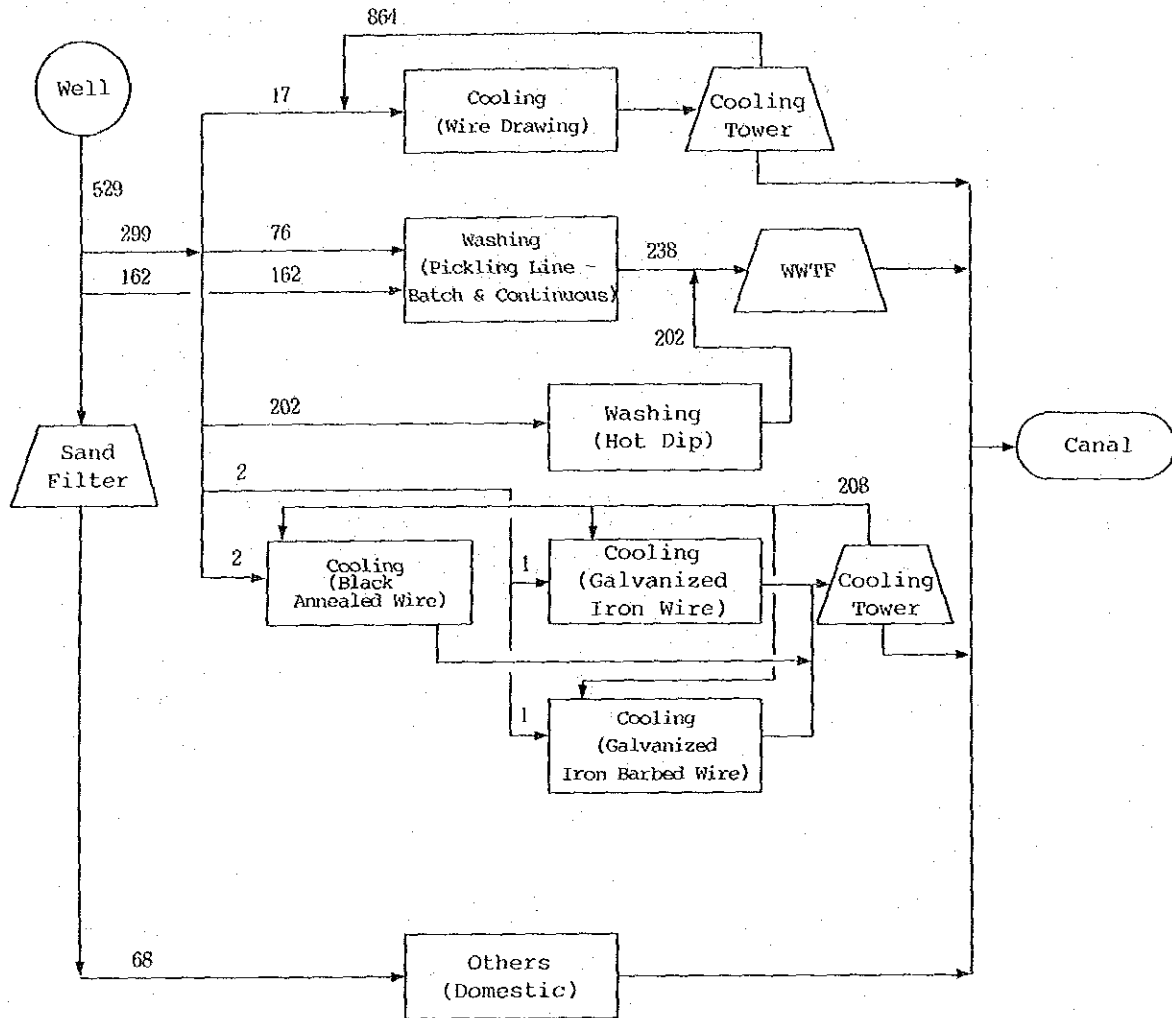 864
Well
17
Cooling
(Wire Drawing)
Cooling
Tower
529
299
76
162
162
Washing
(Pickling Line -
Batch & Continuous)
238
WWTF
202
202
Washing
(Hot Dip)
Sand
Filter
Canal
2
208
2
Cooling
(Black
Annealed Wire)
1
Cooling
(Galvanized
Iron Wire)
Cooling
Tower
1
Cooling
(Galvanized
Iron Barbed Wire)
68
Others
(Domestic)